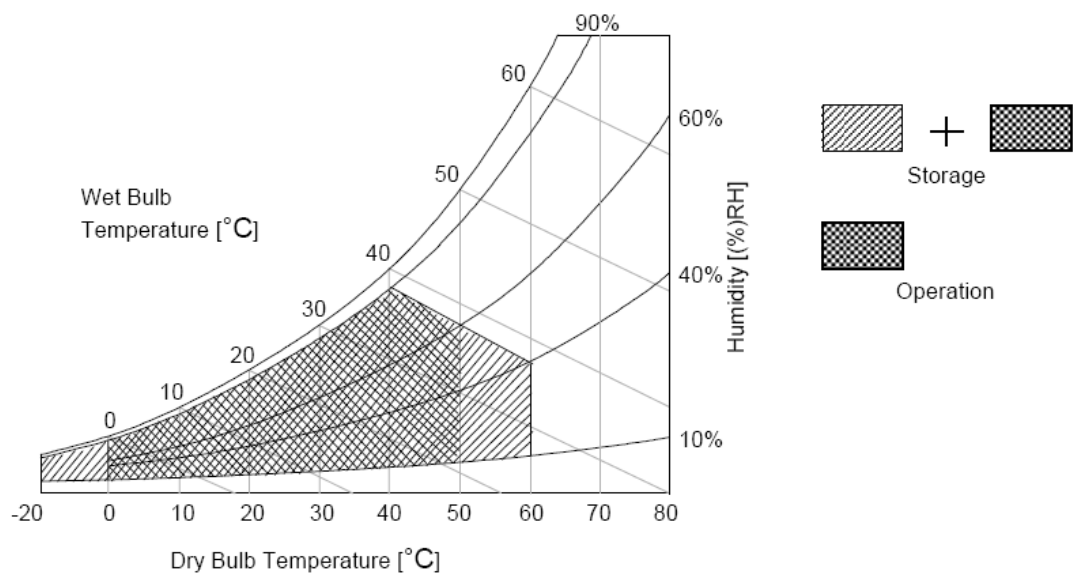 90%
60
60%
50
Storage
Wet Bulb
Temperature [°C]
40
Humidity [(%)RH]
40%
30
Operation
20
10
0
10%
-20 0 10 20 30 40 50 60 70 80
Dry Bulb Temperature [°C]